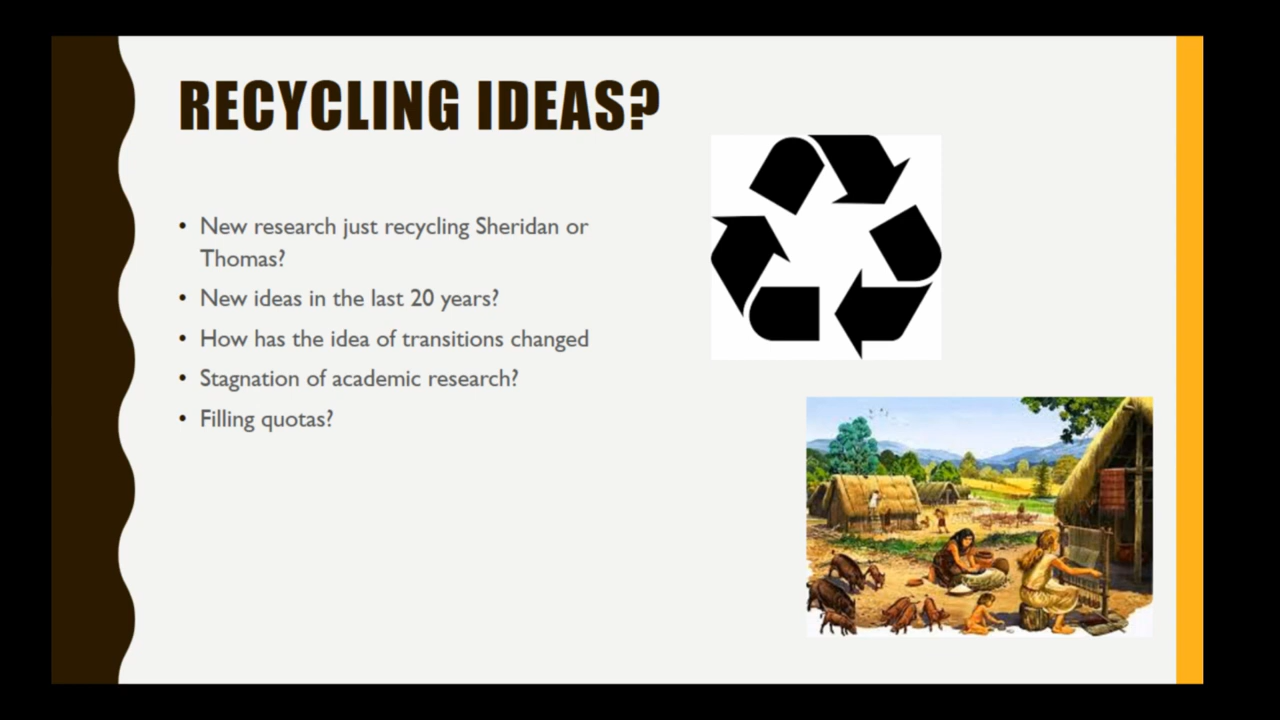 RECYCLING IDEAS?
• New research just recycling Sheridan or
Thomas?
• New ideas in the last 20 years?
• How has the idea of transitions changed
• Stagnation of academic research?
• Filling quotas?